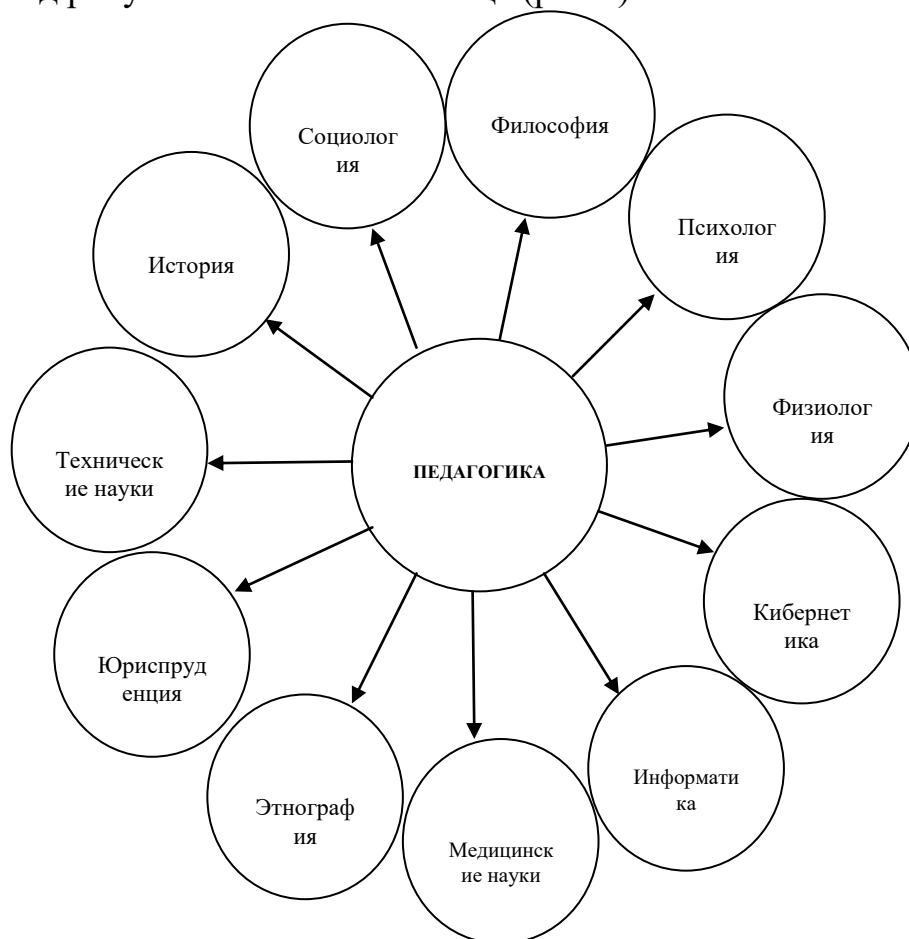 Социолог
ия
Философия
Психолог
ия
История
Физиолог
ия
Техническ
ие науки
ПЕДАГОГИКА
Кибернет
ика
Юриспруд
енция
Информати
ка
Этнограф
ия
Медицинск
ие науки